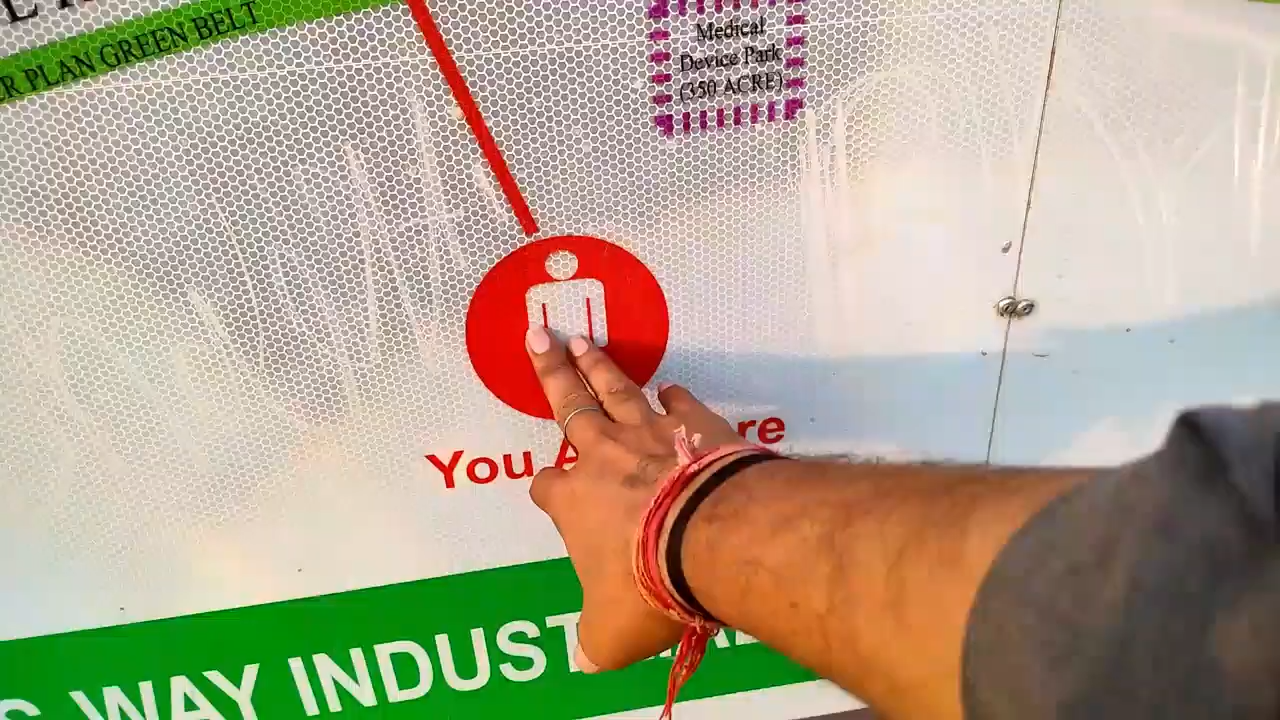 R PLAN GREEN BELT
Medical
Device Park
(350 ACRE)
You A re
S WAY INDUST